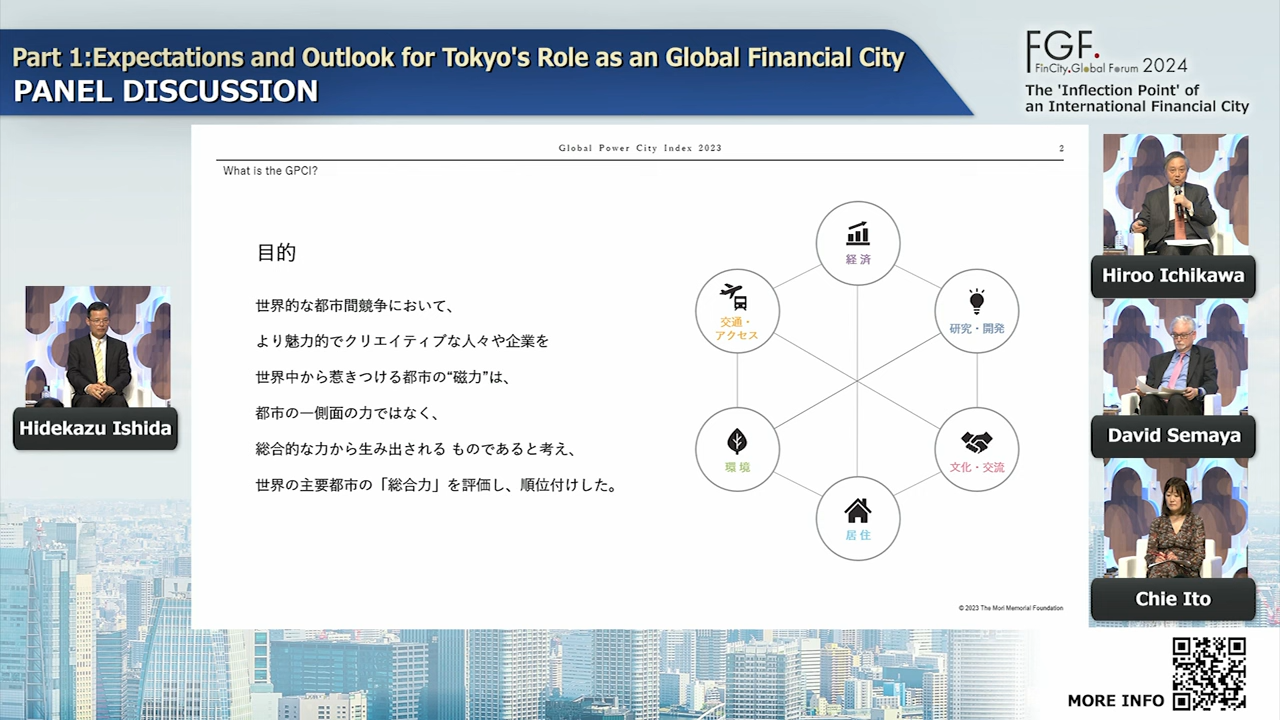 Part 1:Expectations and Outlook for Tokyo's Role as an Global Financial City
PANEL DISCUSSION
FGF.
FinCity.Global Forum 2024
The 'Inflection Point' of
an International Financial City
Global Power City Index 2023
2
What is the GPCI?
目的
世界的な都市間競争において、
より魅力的でクリエイティブな人々や企業を
世界中から惹きつける都市の“磁力”は、
都市の一側面の力ではなく、
総合的な力から生み出される ものであると考え、
世界の主要都市の「総合力」を評価し、順位付けした。
経済
交通・
アクセス
研究・開発
環境
文化・交流
居住
© 2023 The Mori Memorial Foundation
Hidekazu Ishida
Hiroo Ichikawa
David Semaya
Chie Ito
MORE INFO